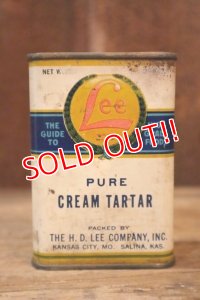 NET W
Lee
THE
GUIDE
TO
SOLD OUT!!
PURE
CREAM TARTAR
PACKED BY
THE H. D. LEE COMPANY, INC.
KANSAS CITY, MO. SALINA, KAS.